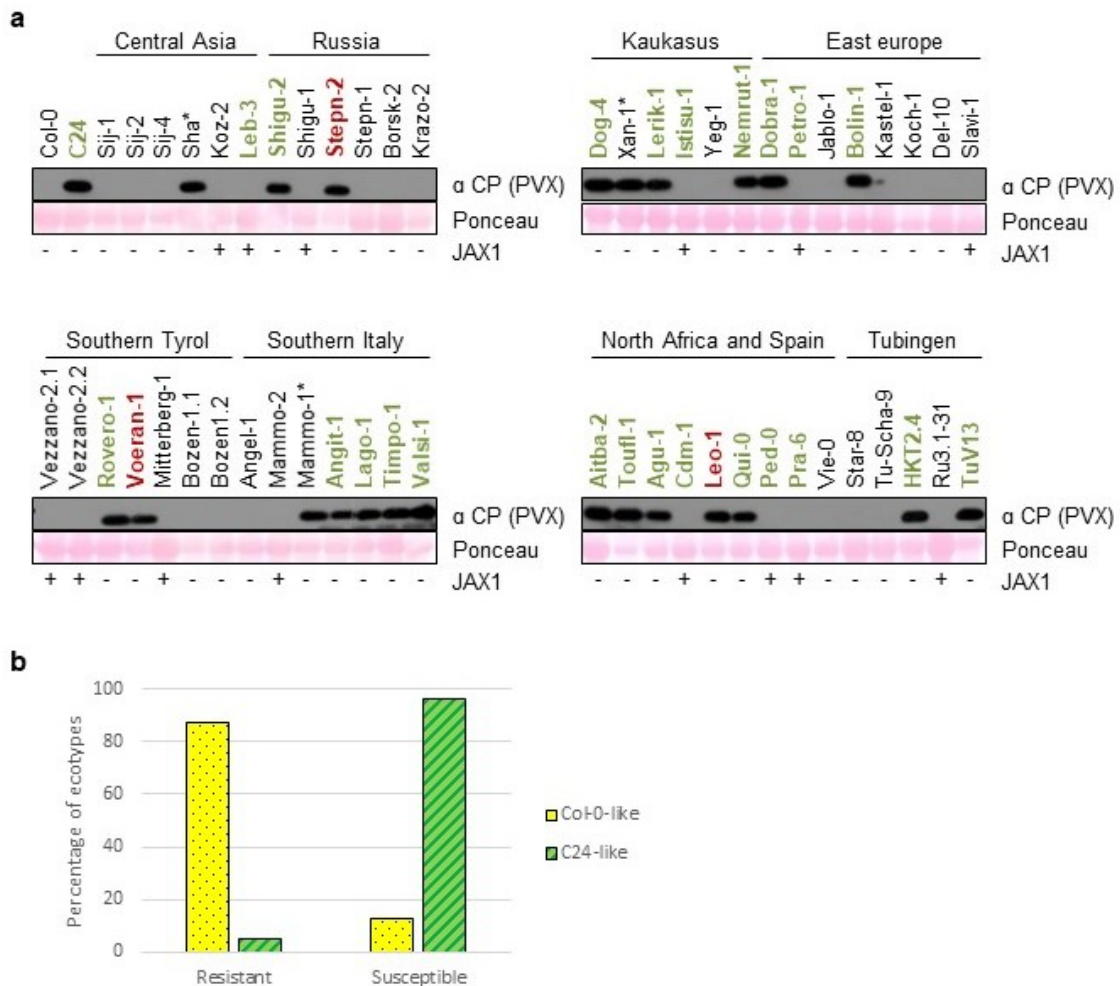 a
Central Asia Russia
Col-0 C24 Sij-1 Sij-2 Sij-4 Sha* Koz-2 Leb-3 Shigu-2 Shigu-1 Stepn-2 Stepn-1 Borsk-2 Krazo-2
α CP (PVX)
Ponceau
- - - - - - + + - + - - - - JAX1
Kaukasus East europe
Dog-4 Xan-1* Lerik-1 Istisu-1 Yeg-1 Nemrut-1 Dobra-1 Petro-1 Jablo-1 Bolin-1 Kastel-1 Koch-1 Del-10 Slavi-1
α CP (PVX)
Ponceau
- - - + - - - + - - - - - + JAX1
Southern Tyrol Southern Italy
Vezzano-2.1 Vezzano-2.2 Rovero-1 Voeran-1 Mitterberg-1 Bozen-1.1 Bozen1.2 Angel-1 Mammo-2 Mammo-1* Angit-1 Lago-1 Timpo-1 Valsi-1
α CP (PVX)
Ponceau
+ + - - + - - - + - - - - - JAX1
North Africa and Spain Tubingen
Aitba-2 Toufl-1 Agu-1 Cdm-1 Leo-1 Qui-0 Ped-0 Pra-6 Vie-0 Star-8 Tu-Scha-9 HKT2.4 Ru3.1-31 TuV13
α CP (PVX)
Ponceau
- - - + - - + + - - - - + - JAX1
b
Percentage of ecotypes
100
80
60
40
20
0
Resistant Susceptible
Col-0-like
C24-like